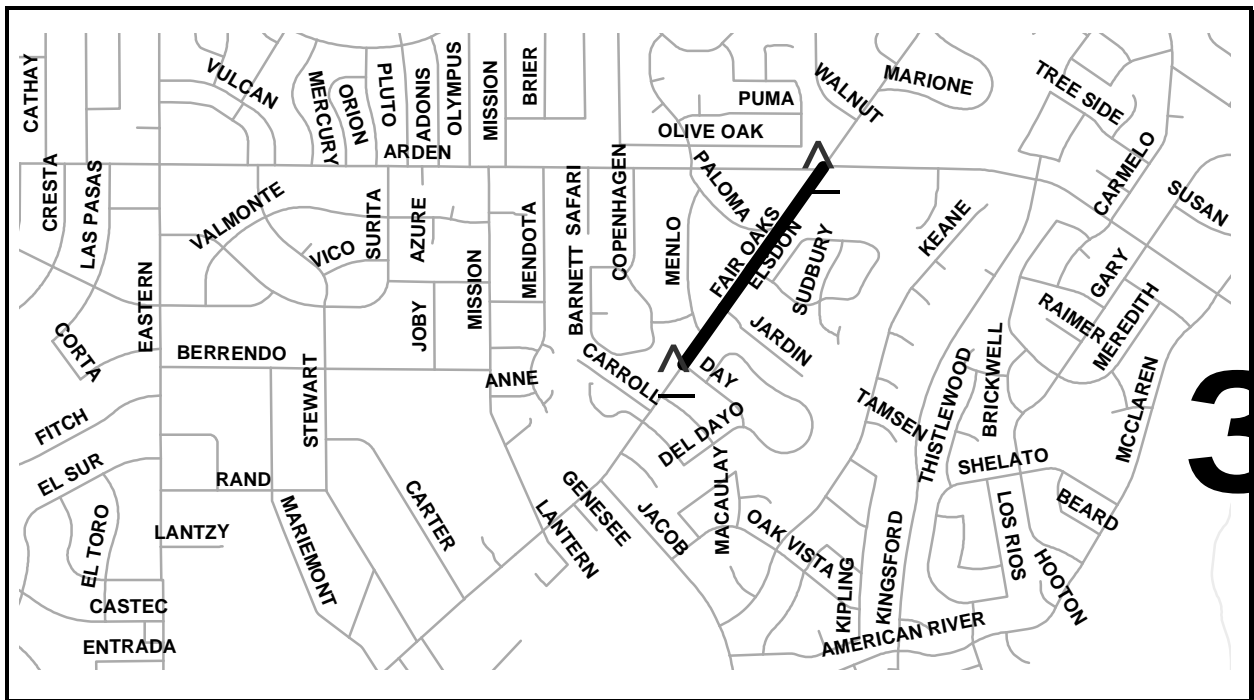 CATHAY
VULCAN
MERCURY
ORION
PLUTO
ADONIS
OLYMPUS
MISSION
BRIER
PUMA
WALNUT
MARIONE
TREE SIDE
OLIVE OAK
ARDEN
CRESTA
LAS PASAS
VALMONTE
VICO
SURITA
AZURE
MENDOTA
SAFARI
COPENHAGEN
PALOMA
MENLO
FAIR OAKS
ELSDON
SUDBURY
KEANE
CARMELO
SUSAN
GARY
RAIMER
MEREDITH
EASTERN
CORTA
BERRENDO
STEWART
JOBY
MISSION
BARNETT
JARDIN
CARROLL
DAY
ANNE
DEL DAYO
TAMSEN
THISTLEWOOD
BRICKWELL
MCCLAREN
3
FITCH
EL SUR
RAND
SHELATO
EL TORO
LANTZY
MARIEMONT
CARTER
GENESEE
LANTERN
JACOB
MACAULAY
OAK VISTA
KIPLING
KINGSFORD
LOS RIOS
BEARD
HOOTON
CASTEC
ENTRADA
AMERICAN RIVER